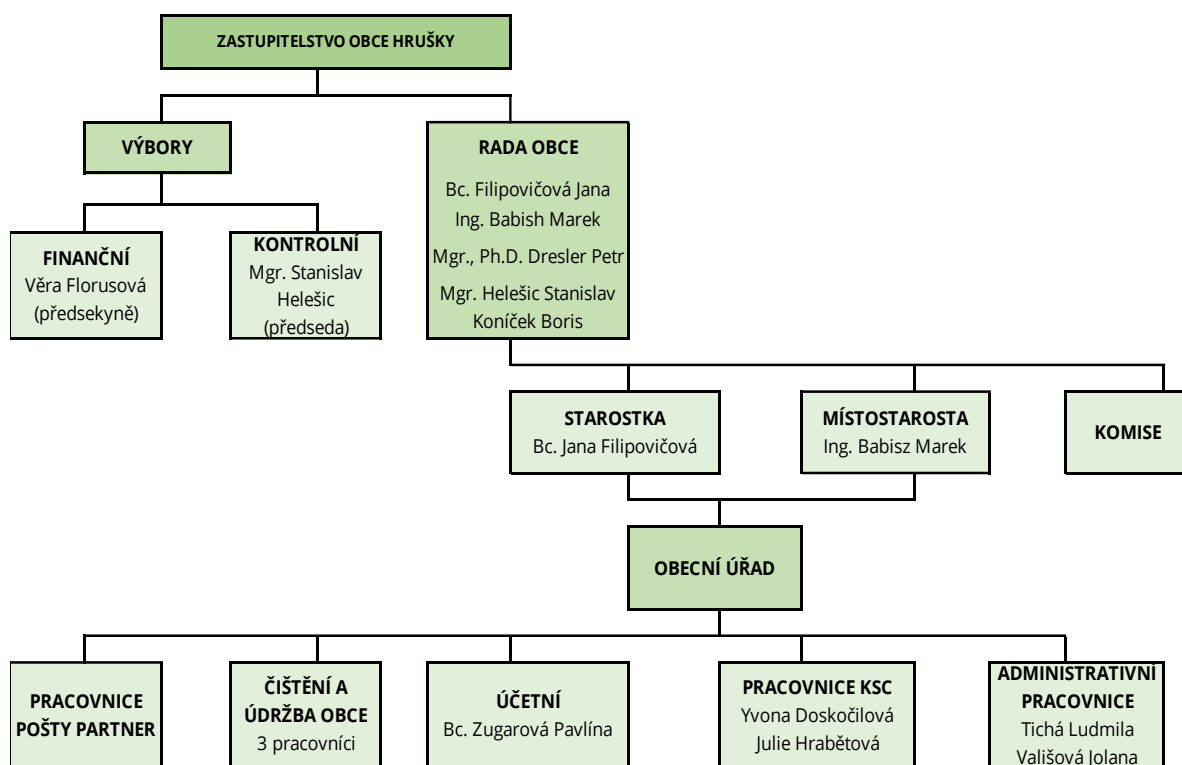 ZASTUPITELSTVO OBCE HRUŠKY
VÝBORY
RADA OBCE
Bc. Filipovičová Jana
Ing. Babish Marek
Mgr., Ph.D. Dresler Petr
Mgr. Helešic Stanislav
Koníček Boris
FINANČNÍ
Věra Florusová
(předsekyně)
KONTROLNÍ
Mgr. Stanislav
Helešic
(předseda)
STAROSTKA
Bc. Jana Filipovičová
MÍSTOSTAROSTA
Ing. Babisz Marek
KOMISE
OBECNÍ ÚŘAD
PRACOVNICE
POŠTY PARTNER
ČIŠTĚNÍ A
ÚDRŽBA OBCE
3 pracovníci
ÚČETNÍ
Bc. Zugarová Pavlína
PRACOVNICE KSC
Yvona Doskočilová
Julie Hrabětová
ADMINISTRATIVNÍ
PRACOVNICE
Tichá Ludmila
Vališová Jolana